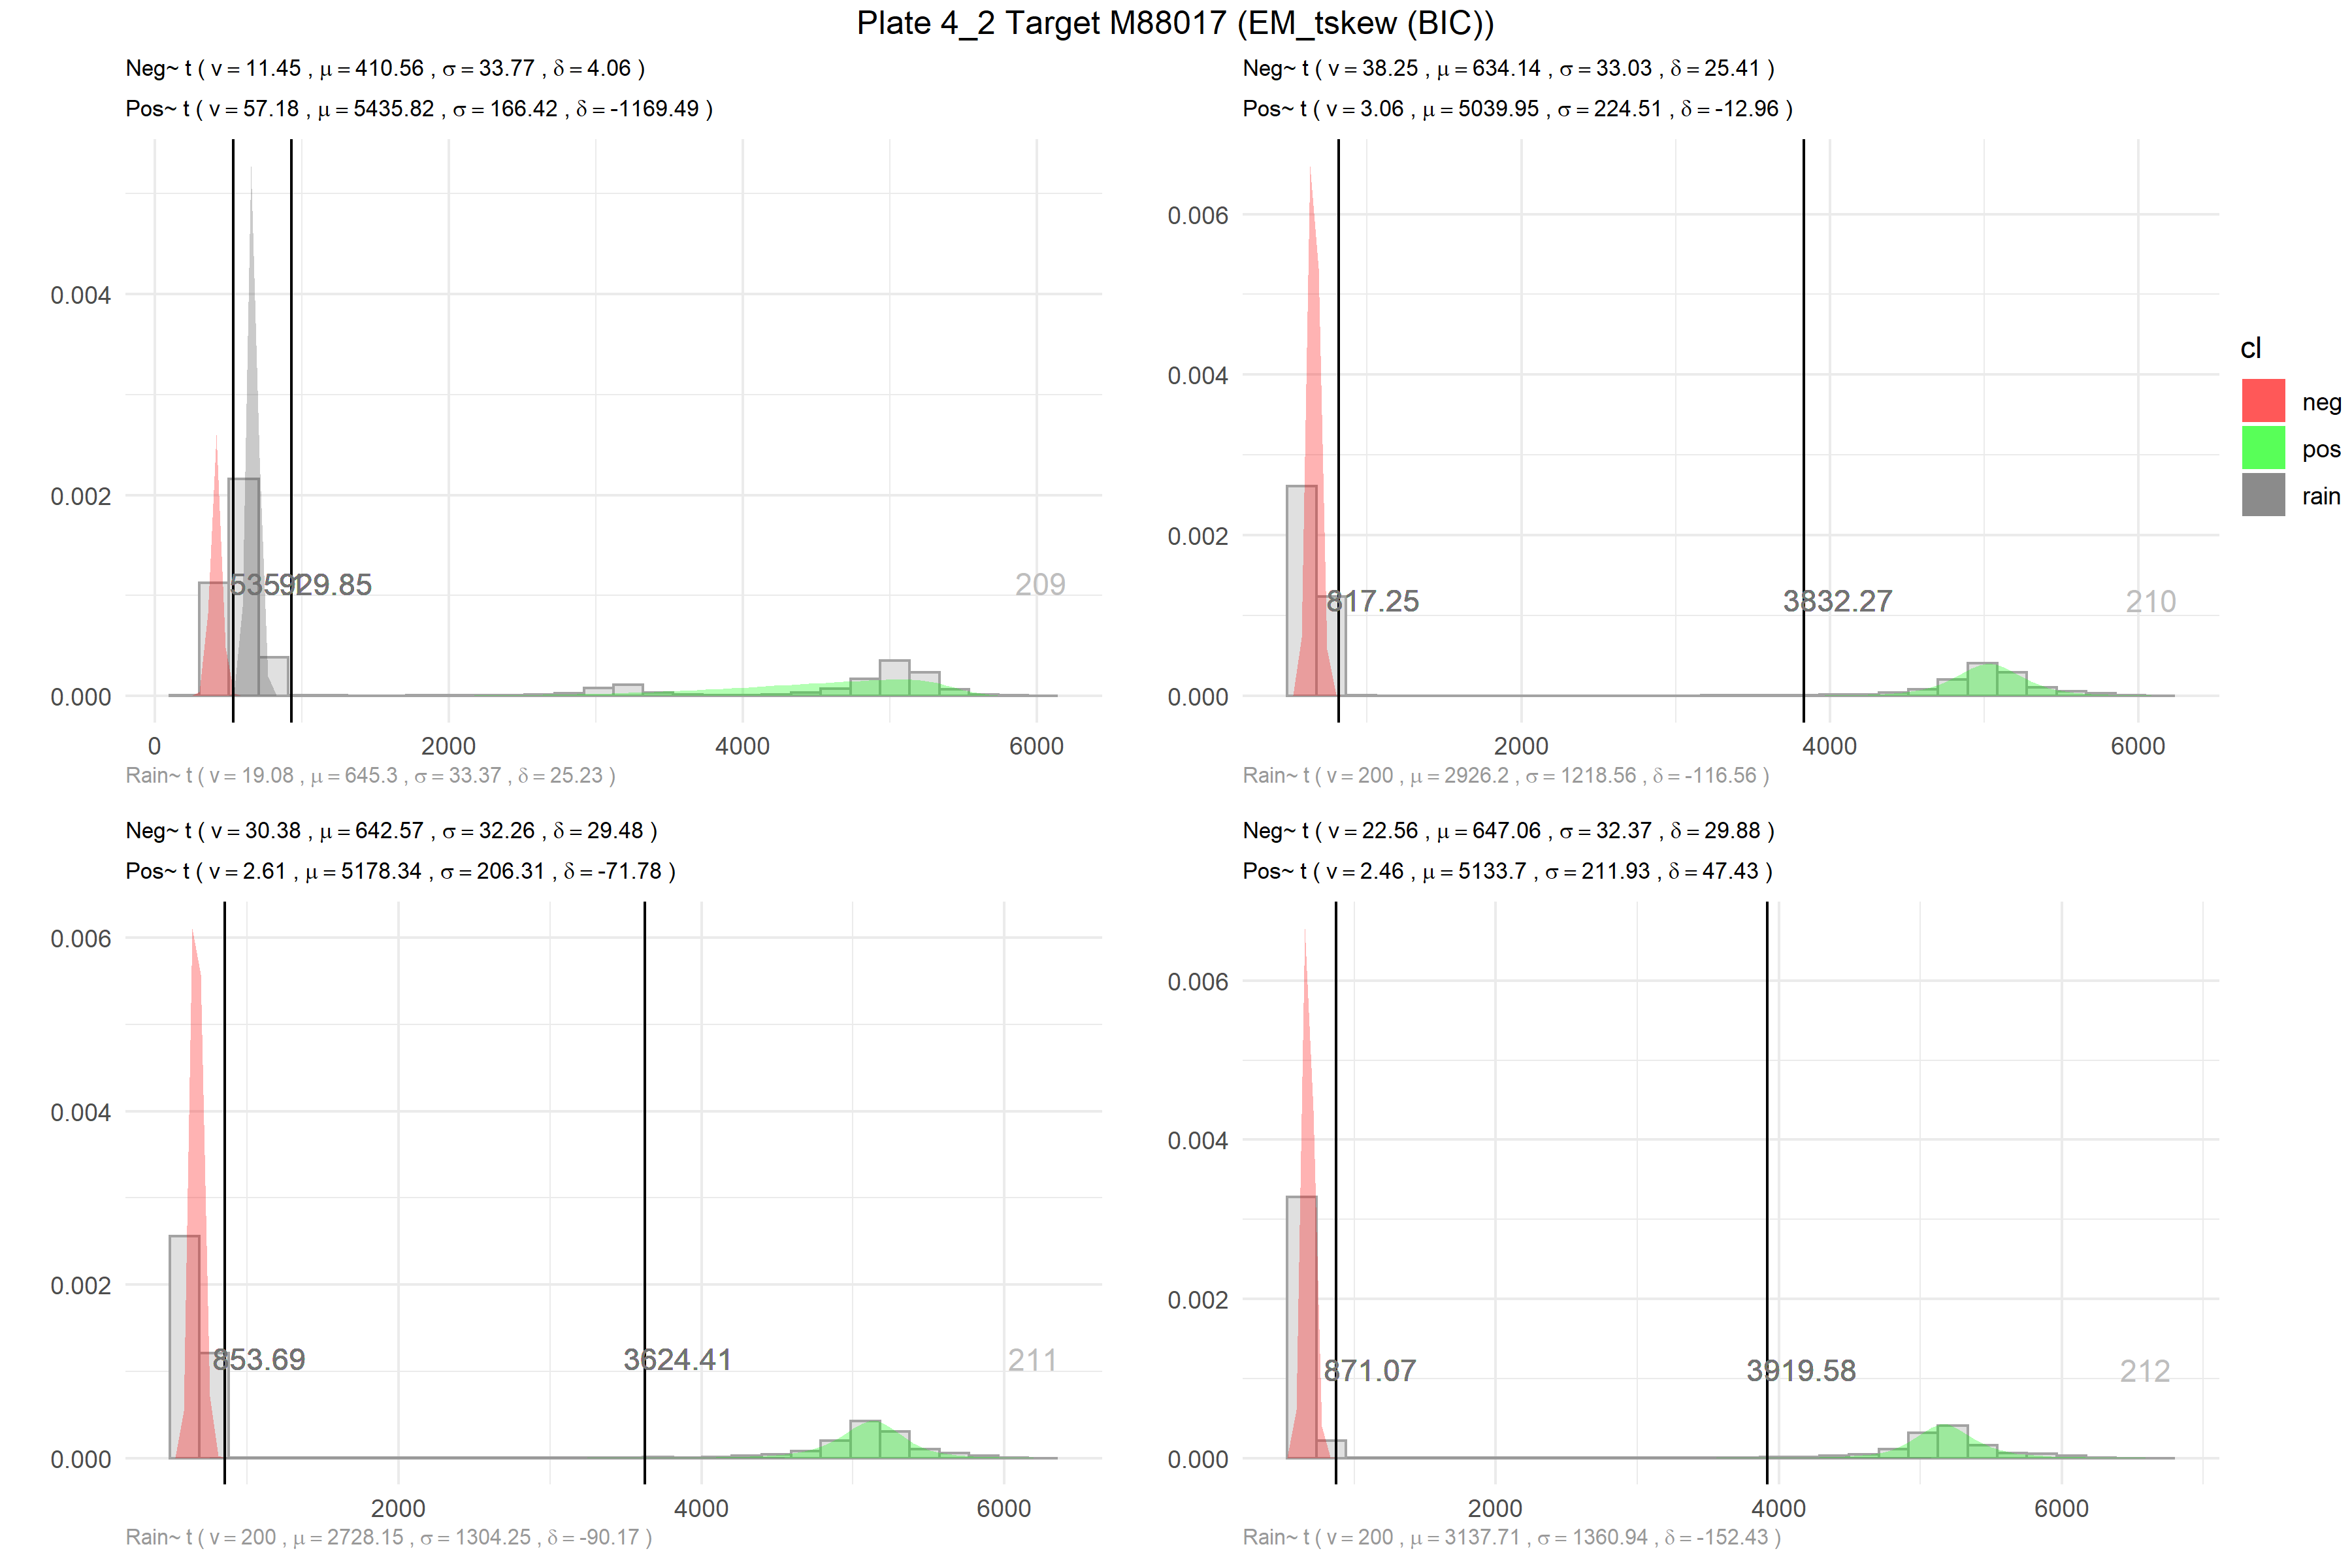 Plate 4_2 Target M88017 (EM_tskew (BIC))
Neg~ t ( ν = 11.45 , μ = 410.56 , σ = 33.77 , δ = 4.06 )
Pos~ t ( ν = 57.18 , μ = 5435.82 , σ = 166.42 , δ = -1169.49 )
0.004
0.002
0.000
929.85
209
0
2000
4000
6000
Rain~ t ( ν = 19.08 , μ = 645.3 , σ = 33.37 , δ = 25.23 )
Neg~ t ( ν = 38.25 , μ = 634.14 , σ = 33.03 , δ = 25.41 )
Pos~ t ( ν = 3.06 , μ = 5039.95 , σ = 224.51 , δ = -12.96 )
0.006
0.004
0.002
0.000
817.25
3832.27
210
2000
4000
6000
Rain~ t ( ν = 200 , μ = 2926.2 , σ = 1218.56 , δ = -116.56 )
cl
neg
pos
rain
Neg~ t ( ν = 30.38 , μ = 642.57 , σ = 32.26 , δ = 29.48 )
Pos~ t ( ν = 2.61 , μ = 5178.34 , σ = 206.31 , δ = -71.78 )
0.006
0.004
0.002
0.000
853.69
3624.41
211
2000
4000
6000
Rain~ t ( ν = 200 , μ = 2728.15 , σ = 1304.25 , δ = -90.17 )
Neg~ t ( ν = 22.56 , μ = 647.06 , σ = 32.37 , δ = 29.88 )
Pos~ t ( ν = 2.46 , μ = 5133.7 , σ = 211.93 , δ = 47.43 )
0.006
0.004
0.002
0.000
871.07
3919.58
212
2000
4000
6000
Rain~ t ( ν = 200 , μ = 3137.71 , σ = 1360.94 , δ = -152.43 )